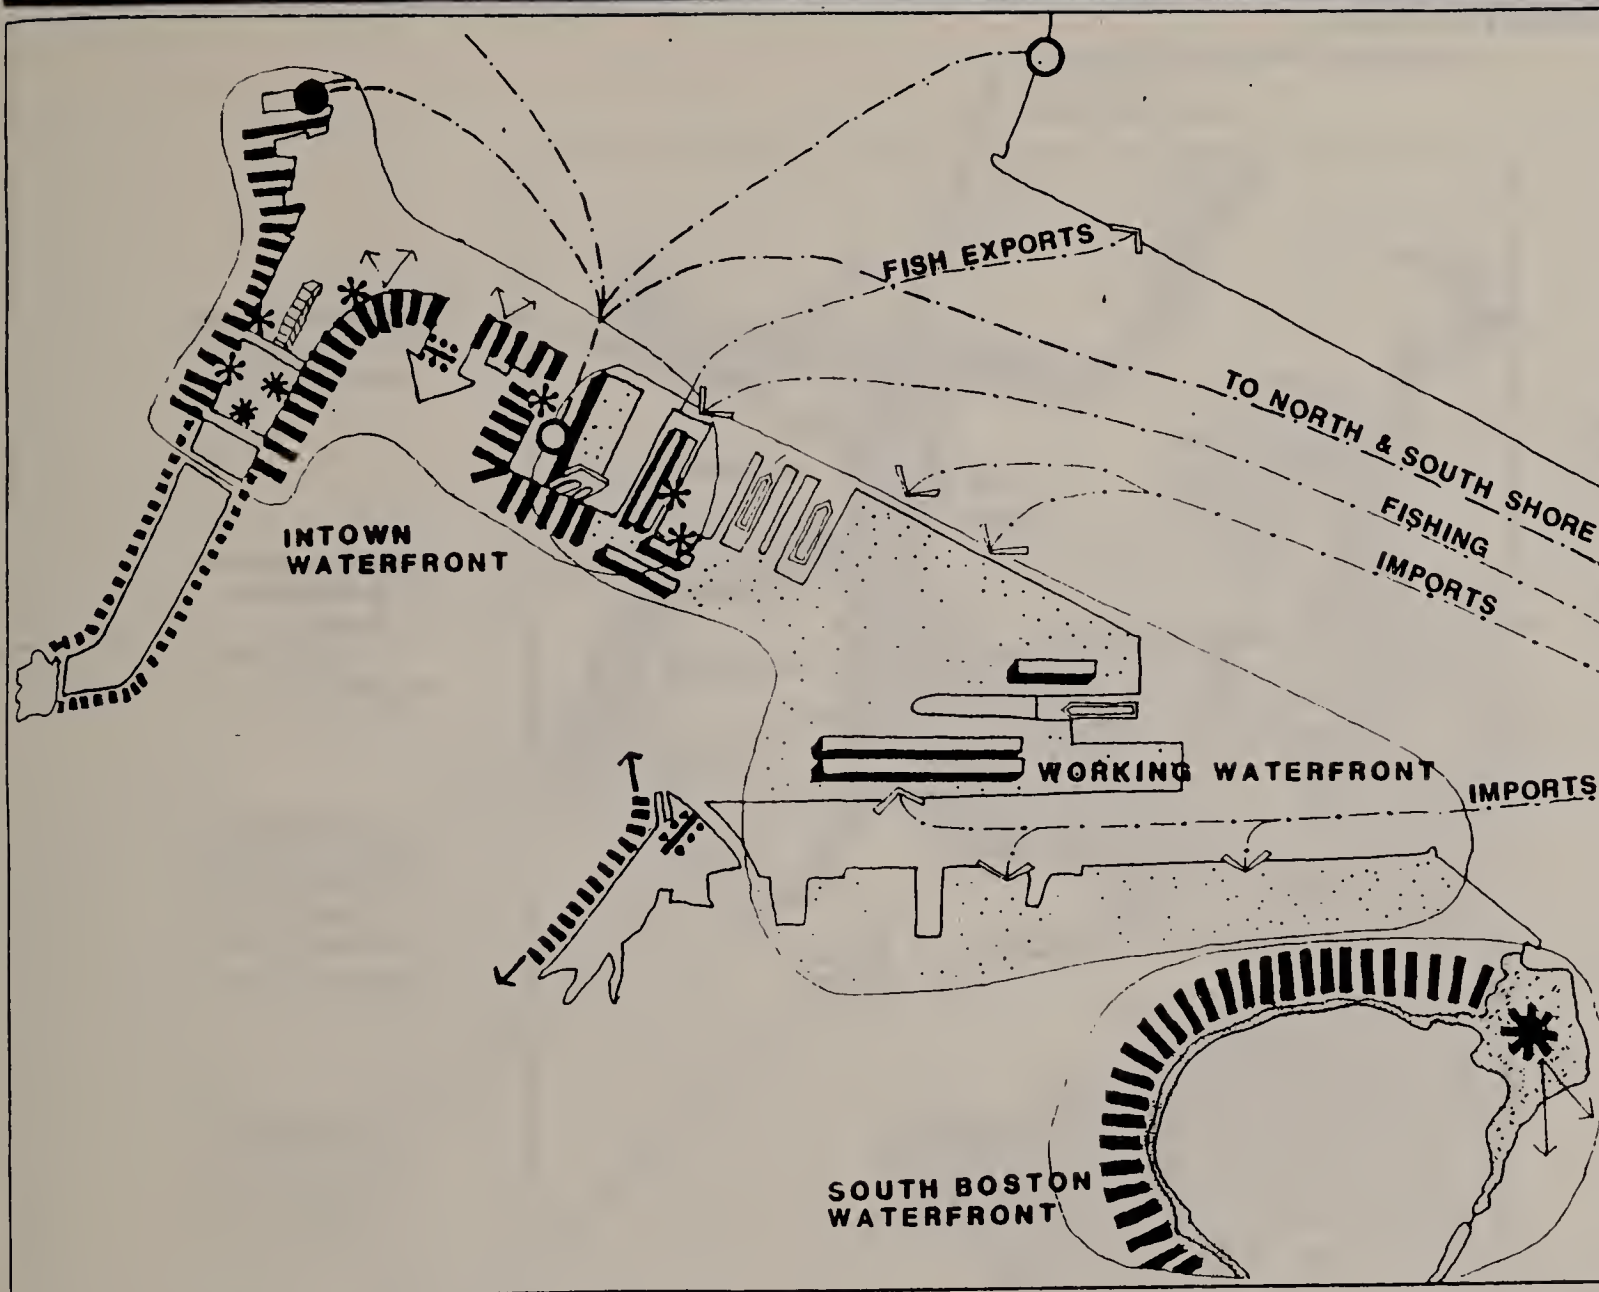 FISH EXPORTS
TO NORTH & SOUTH SHORE
FISHING
IMPORTS
INTOWN
WATERFRONT
WORKING WATERFRONT
IMPORTS
SOUTH BOSTON
WATERFRONT